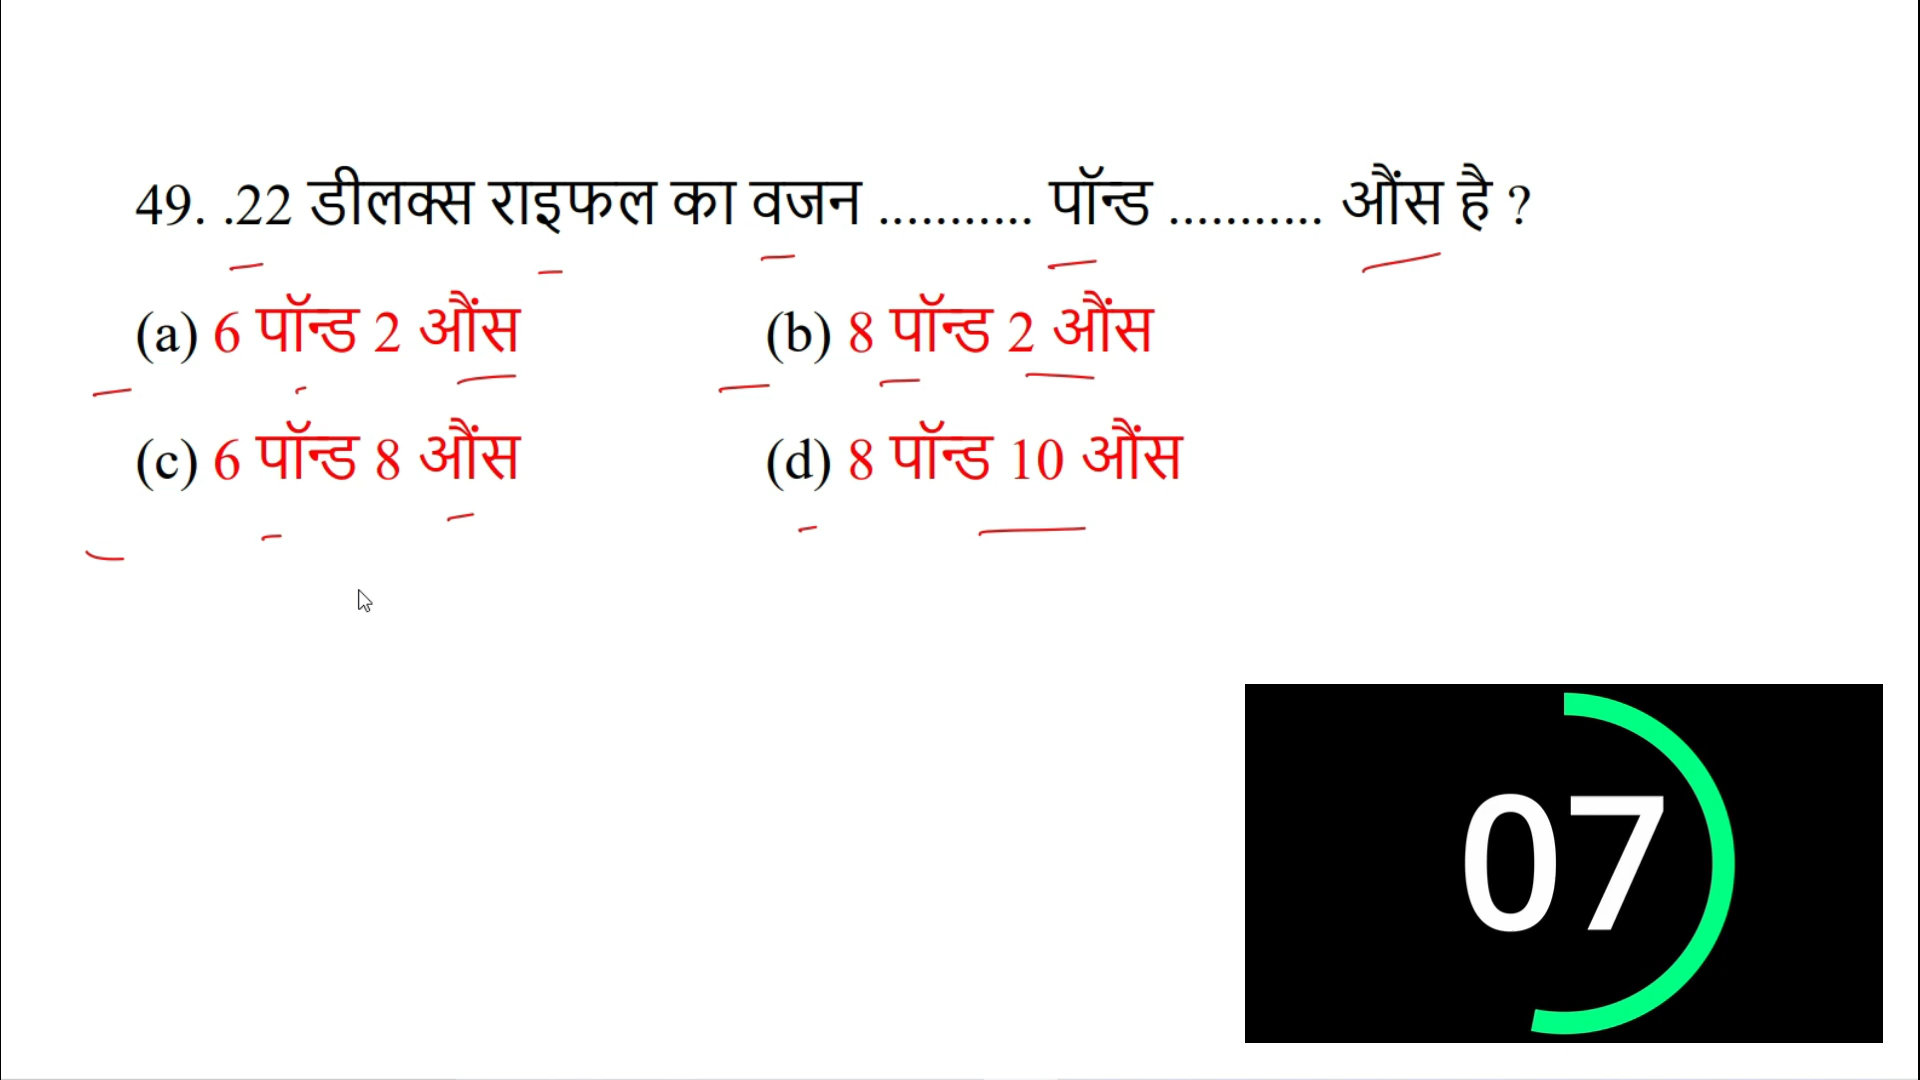 49. .22 डीलक्स राइफल का वजन ........... पॉन्ड ........... औंस है ?
(a) 6 पॉन्ड 2 औंस (b) 8 पॉन्ड 2 औंस
(c) 6 पॉन्ड 8 औंस (d) 8 पॉन्ड 10 औंस
07